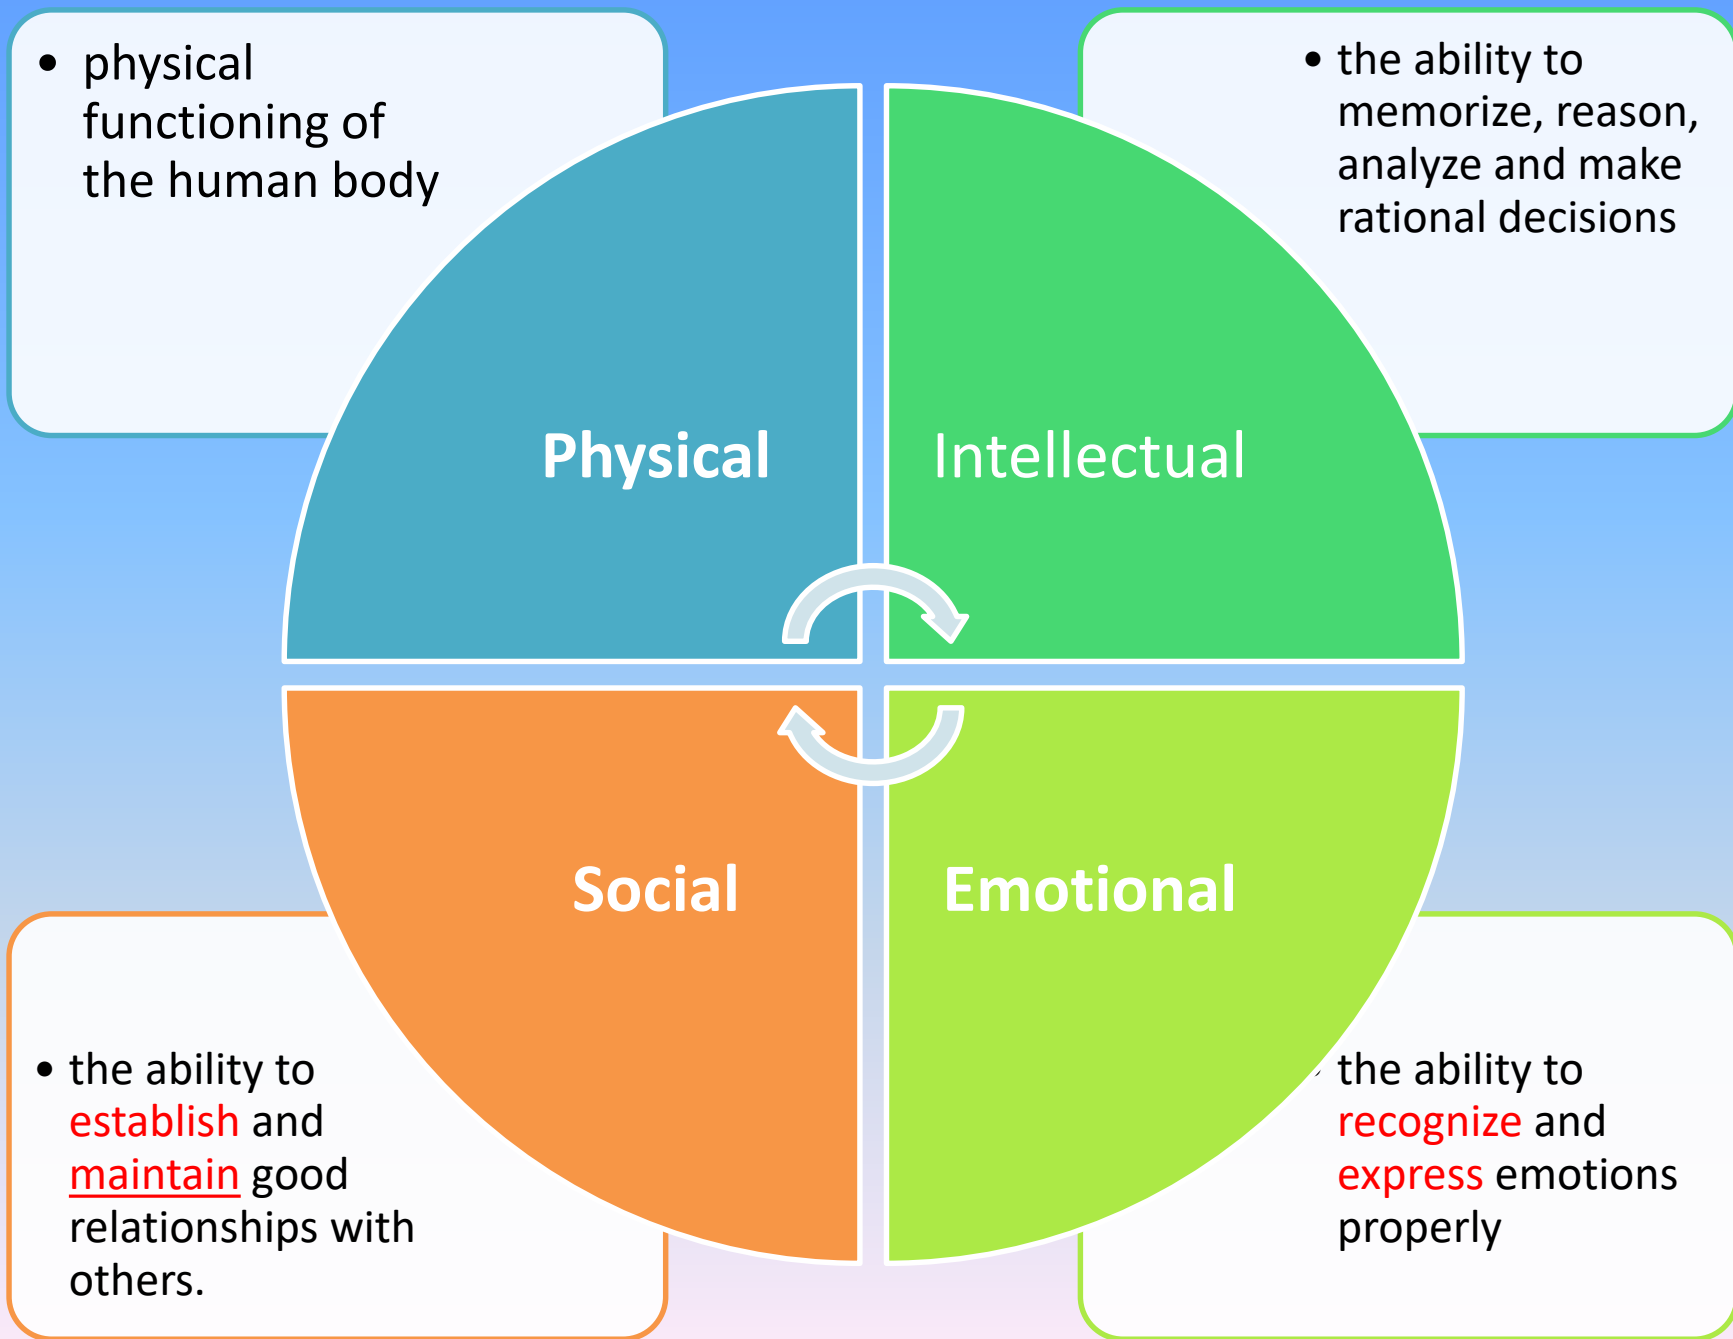 • physical
functioning of
the human body
• the ability to
memorize, reason,
analyze and make
rational decisions
Physical
Intellectual
Social
Emotional
• the ability to
establish and
maintain good
relationships with
others.
• the ability to
recognize and
express emotions
properly